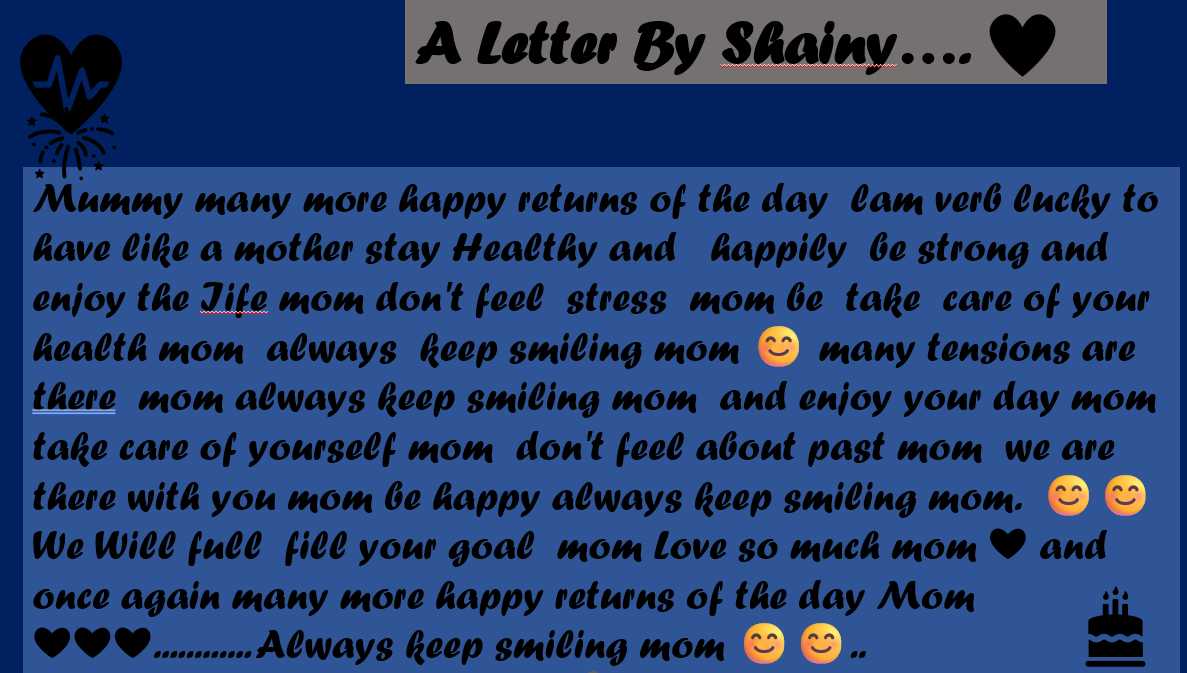 A Letter By Shainy….. 🖤
Mummy many more happy returns of the day lam verb lucky to
have like a mother stay Healthy and happily be strong and
enjoy the Iife mom don't feel stress mom be take care of your
health mom always keep smiling mom 😊 many tensions are
there mom always keep smiling mom and enjoy your day mom
take care of yourself mom don't feel about past mom we are
there with you mom be happy always keep smiling mom. 😊 😊
We Will full fill your goal mom Love so much mom 🖤 and
once again many more happy returns of the day Mom
🖤🖤🖤............Always keep smiling mom 😊 😊 ..